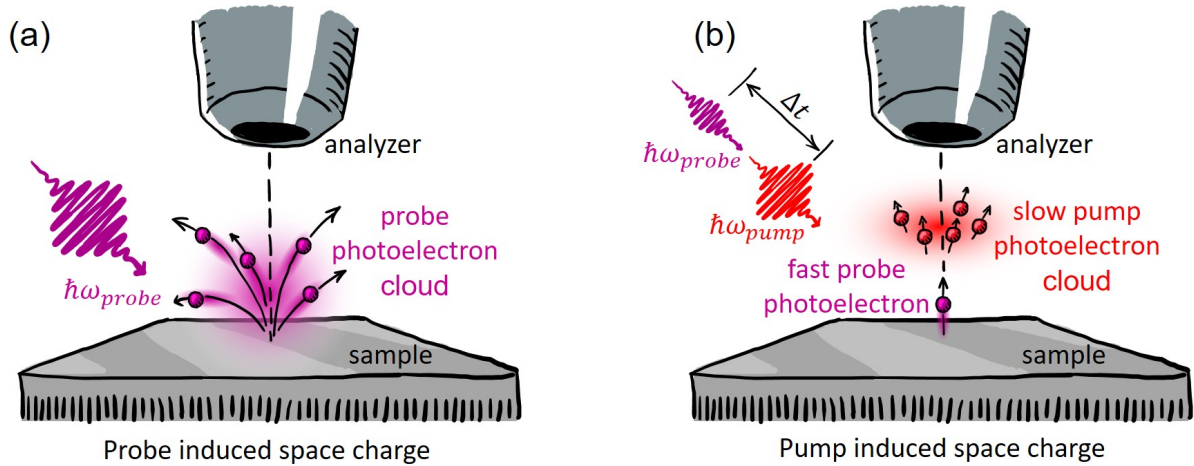 (a)
analyzer
probe
photoelectron
cloud
ℏω_probe
sample
Probe induced space charge
(b)
Δt
ℏω_probe
analyzer
ℏω_pump
slow pump
photoelectron
cloud
fast probe
photoelectron
sample
Pump induced space charge